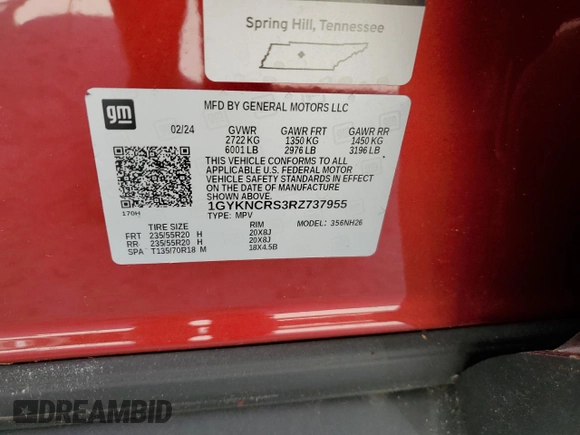 Spring Hill, Tennessee
gm
MFD BY GENERAL MOTORS LLC
02/24 GVWR GAWR FRT GAWR RR
2722 KG 1350 KG 1450 KG
6001 LB 2976 LB 3196 LB
THIS VEHICLE CONFORMS TO ALL
APPLICABLE U.S. FEDERAL MOTOR
VEHICLE SAFETY STANDARDS IN EFFECT
ON THE DATE OF MANUFACTURE
SHOWN ABOVE.
1GYKNCRS3RZ737955
170H TYPE: MPV MODEL: 356NH26
TIRE SIZE RIM
FRT 235/55R20 H 20X8J
RR 235/55R20 H 20X8J
SPA T135/70R18 M 18X4.5B
DREAMBID